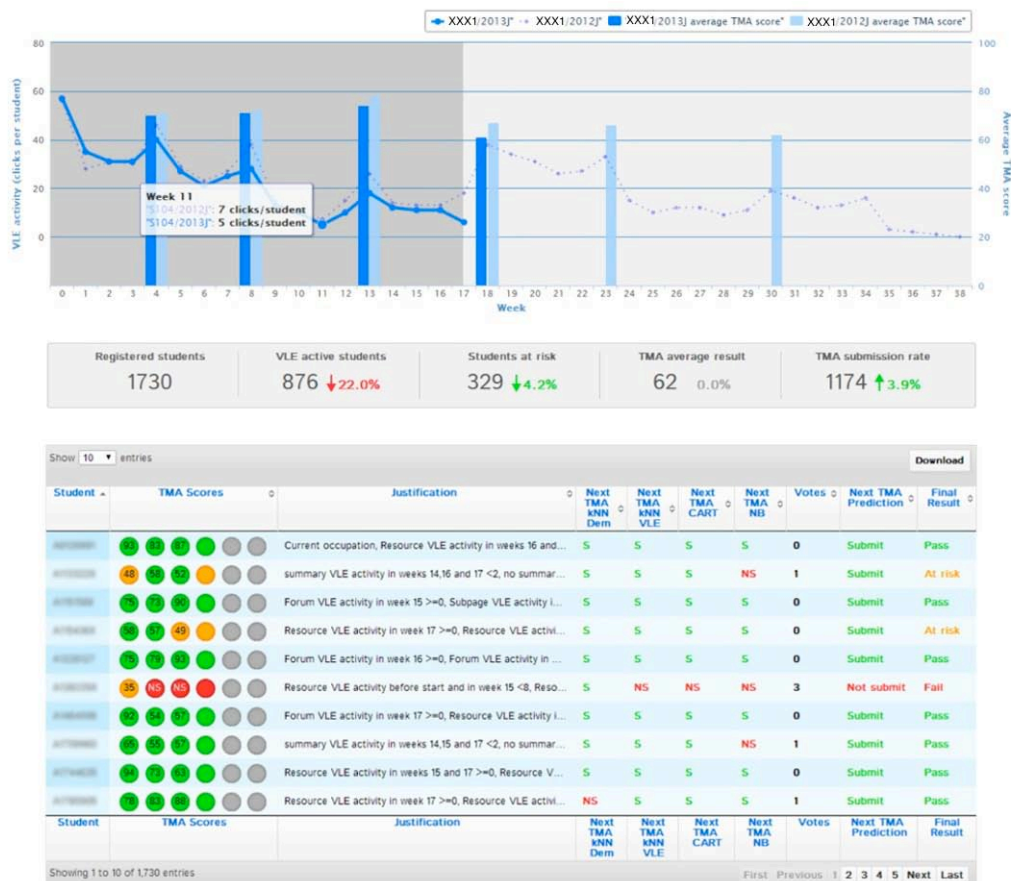 XXX1/2013J" XXX1/2012J" XXX1/2013J average TMA score" XXX1/2012J average TMA score"
80 100
60 80
40 60
20 40
0 20
0
VLE activity (clicks per student)
Average TMA score
Week 11
"S104/2012J": 7 clicks/student
"S104/2013J": 5 clicks/student
0 1 2 3 4 5 6 7 8 9 10 11 12 13 14 15 16 17 18 19 20 21 22 23 24 25 26 27 28 29 30 31 32 33 34 35 36 37 38
Week
Registered students VLE active students Students at risk TMA average result TMA submission rate
1730 876 ↓22.0% 329 ↓4.2% 62 0.0% 1174 ↑3.9%
Show 10 entries Download
Student TMA Scores Justification Next TMA kNN Dem Next TMA kNN VLE Next TMA CART Next TMA NB Votes Next TMA Prediction Final Result
93 83 87 Current occupation, Resource VLE activity in weeks 16 and... S S S S 0 Submit Pass
48 58 52 summary VLE activity in weeks 14,16 and 17 <2, no summar... S S S NS 1 Submit At risk
75 73 90 Forum VLE activity in week 15 >=0, Subpage VLE activity i... S S S S 0 Submit Pass
58 57 49 Resource VLE activity in week 17 >=0, Resource VLE activi... S S S S 0 Submit At risk
75 79 93 Forum VLE activity in week 16 >=0, Forum VLE activity in ... S S S S 0 Submit Pass
35 NS NS Resource VLE activity before start and in week 15 <8, Reso... S NS NS NS 3 Not submit Fail
92 54 57 Forum VLE activity in week 17 >=0, Resource VLE activity i... S S S S 0 Submit Pass
65 55 57 summary VLE activity in weeks 14,15 and 17 <2, no summar... S S S NS 1 Submit Pass
94 73 63 Resource VLE activity in weeks 15 and 17 >=0, Resource V... S S S S 0 Submit Pass
78 83 88 Resource VLE activity in week 17 >=0, Resource VLE activi... NS S S S 1 Submit Pass
Student TMA Scores Justification Next TMA kNN Dem Next TMA kNN VLE Next TMA CART Next TMA NB Votes Next TMA Prediction Final Result
Showing 1 to 10 of 1,730 entries First Previous 1 2 3 4 5 Next Last